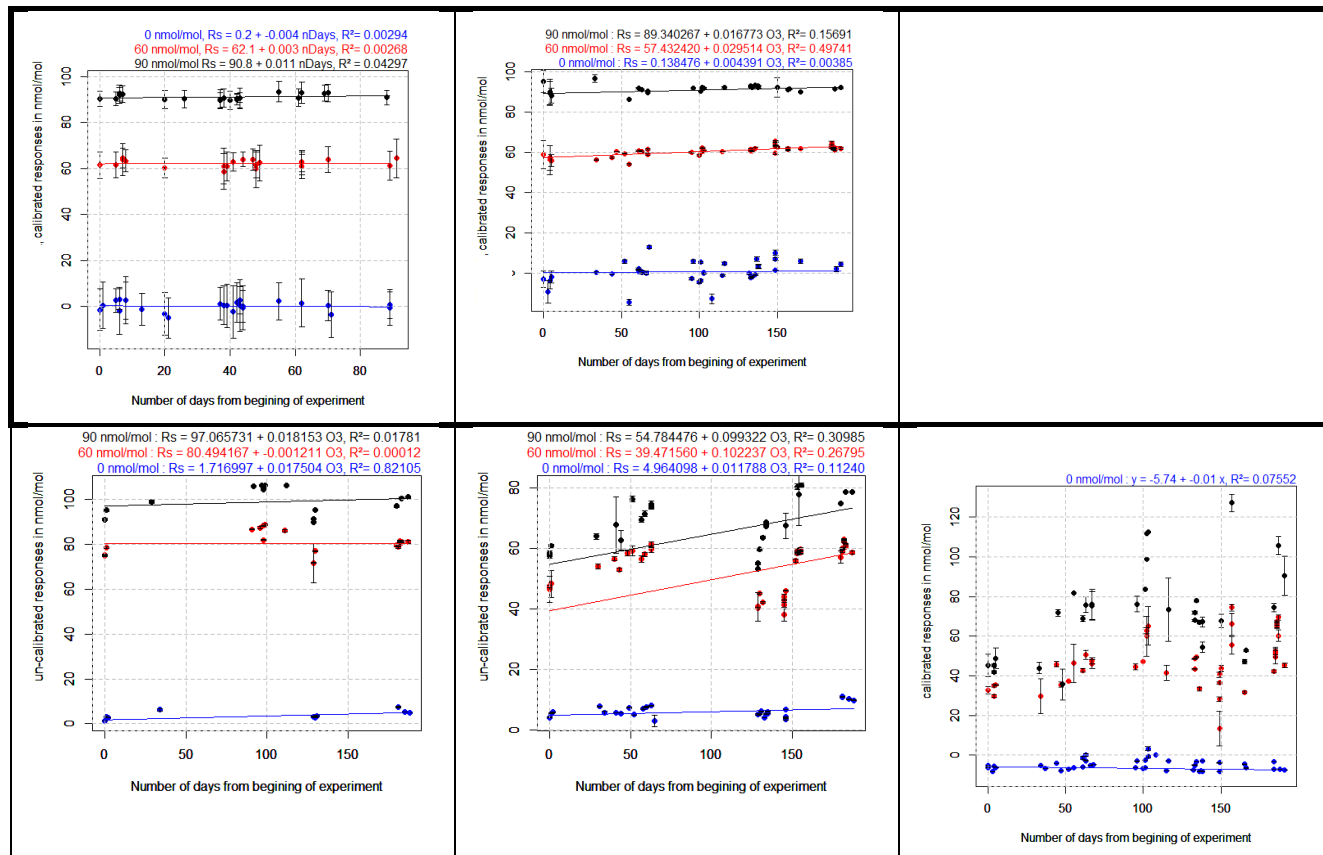 0 nmol/mol, Rs = 0.2 + -0.004 nDays, R²= 0.00294
60 nmol/mol, Rs = 62.1 + 0.003 nDays, R²= 0.00268
90 nmol/mol Rs = 90.8 + 0.011 nDays, R²= 0.04297
, calibrated responses in nmol/mol
100
80
60
40
20
0
0 20 40 60 80
Number of days from begining of experiment
90 nmol/mol : Rs = 89.340267 + 0.016773 O3, R²= 0.15691
60 nmol/mol : Rs = 57.432420 + 0.029514 O3, R²= 0.49741
0 nmol/mol : Rs = 0.138476 + 0.004391 O3, R²= 0.00385
, calibrated responses in nmol/mol
100
80
60
40
20
0 50 100 150
Number of days from begining of experiment
90 nmol/mol : Rs = 97.065731 + 0.018153 O3, R²= 0.01781
60 nmol/mol : Rs = 80.494167 + -0.001211 O3, R²= 0.00012
0 nmol/mol : Rs = 1.716997 + 0.017504 O3, R²= 0.82105
un-calibrated responses in nmol/mol
100
80
60
40
20
0
0 50 100 150
Number of days from begining of experiment
90 nmol/mol : Rs = 54.784476 + 0.099322 O3, R²= 0.30985
60 nmol/mol : Rs = 39.471560 + 0.102237 O3, R²= 0.26795
0 nmol/mol : Rs = 4.964098 + 0.011788 O3, R²= 0.11240
un-calibrated responses in nmol/mol
80
60
40
20
0
0 50 100 150
Number of days from begining of experiment
0 nmol/mol : y = -5.74 + -0.01 x, R²= 0.07552
calibrated responses in nmol/mol
120
100
80
60
40
20
0
0 50 100 150
Number of days from begining of experiment